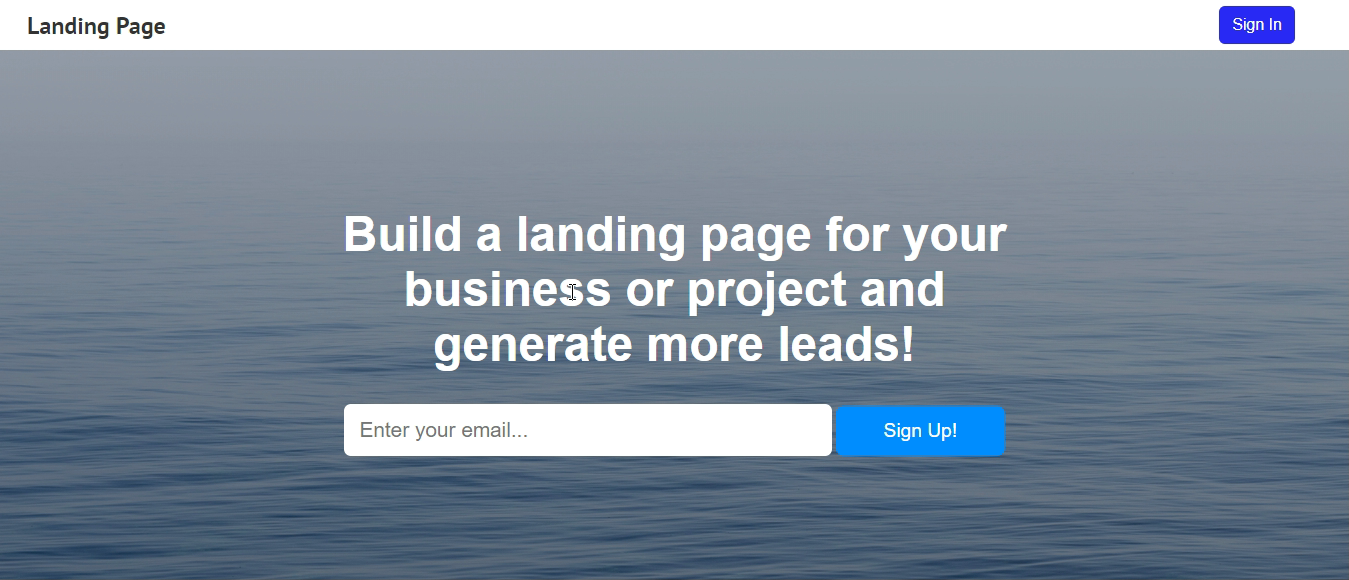 Landing Page
Sign In
Build a landing page for your
business or project and
generate more leads!
Enter your email...
Sign Up!